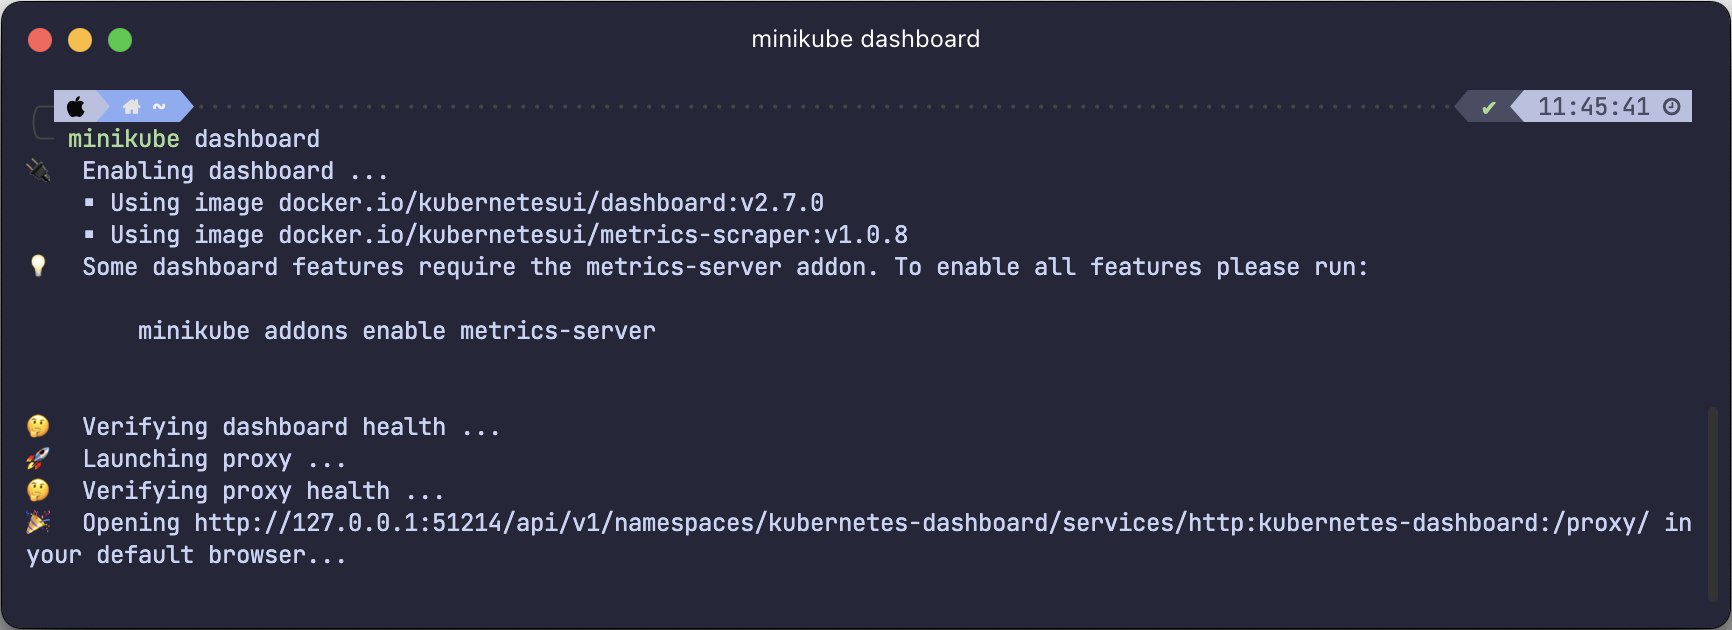 minikube dashboard
~ ✔ 11:45:41
minikube dashboard
🔌 Enabling dashboard ...
▪ Using image docker.io/kubernetesui/dashboard:v2.7.0
▪ Using image docker.io/kubernetesui/metrics-scraper:v1.0.8
💡 Some dashboard features require the metrics-server addon. To enable all features please run:
minikube addons enable metrics-server
🤔 Verifying dashboard health ...
🚀 Launching proxy ...
🤔 Verifying proxy health ...
🎉 Opening http://127.0.0.1:51214/api/v1/namespaces/kubernetes-dashboard/services/http:kubernetes-dashboard:/proxy/ in
your default browser...